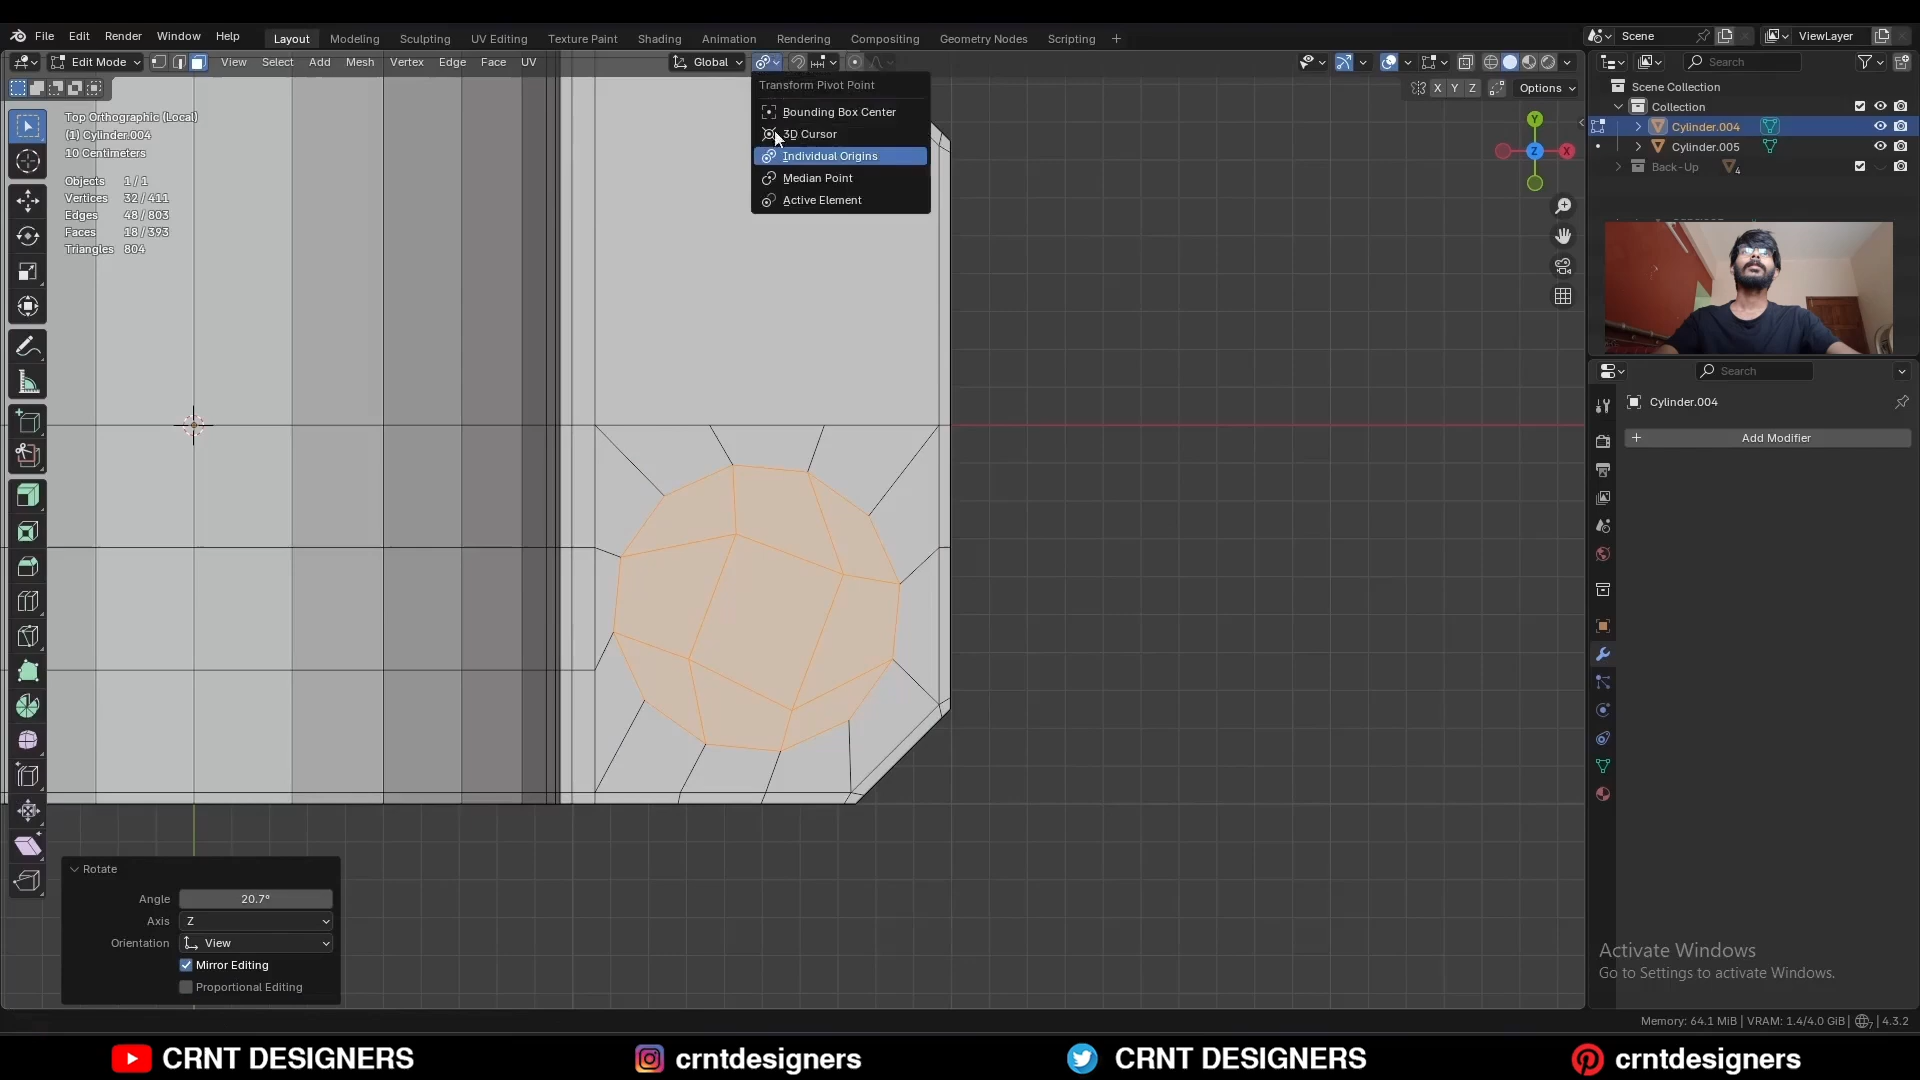 File Edit Render Window Help Layout Modeling Sculpting UV Editing Texture Paint Shading Animation Rendering Compositing Geometry Nodes Scripting +
Scene
ViewLayer
Edit Mode View Select Add Mesh Vertex Edge Face UV
Global
Search
X Y Z Options
Transform Pivot Point
Bounding Box Center
3D Cursor
Individual Origins
Median Point
Active Element
Top Orthographic (Local)
(1) Cylinder.004
10 Centimeters
Objects 1 / 1
Vertices 32 / 411
Edges 48 / 803
Faces 18 / 393
Triangles 804
Y
Z
X
Scene Collection
Collection
Cylinder.004
Cylinder.005
Back-Up 4
Search
Cylinder.004
+ Add Modifier
Rotate
Angle 20.7°
Axis Z
Orientation View
Mirror Editing
Proportional Editing
Activate Windows
Go to Settings to activate Windows.
Memory: 64.1 MiB | VRAM: 1.4/4.0 GiB | 7 | 4.3.2
CRNT DESIGNERS
crntdesigners
CRNT DESIGNERS
crntdesigners